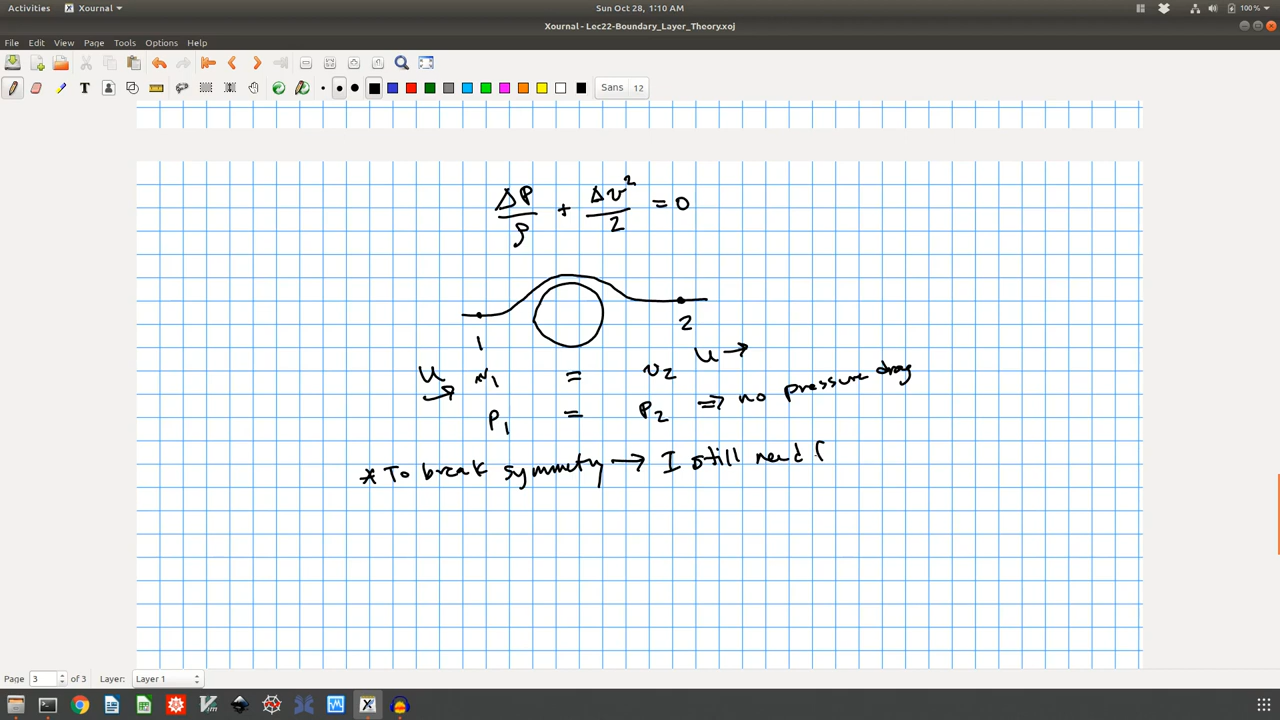 Activities Xournal Sun Oct 28, 1:10 AM 100 %
Xournal - Lec22-Boundary_Layer_Theory.xoj
File Edit View Page Tools Options Help
Sans 12
ΔP/ρ + Δv²/2 = 0
1 2
U → v₁ = v₂ U →
P₁ = P₂ ⇒ no pressure drag
* To break symmetry → I still need
Page 3 of 3 Layer: Layer 1